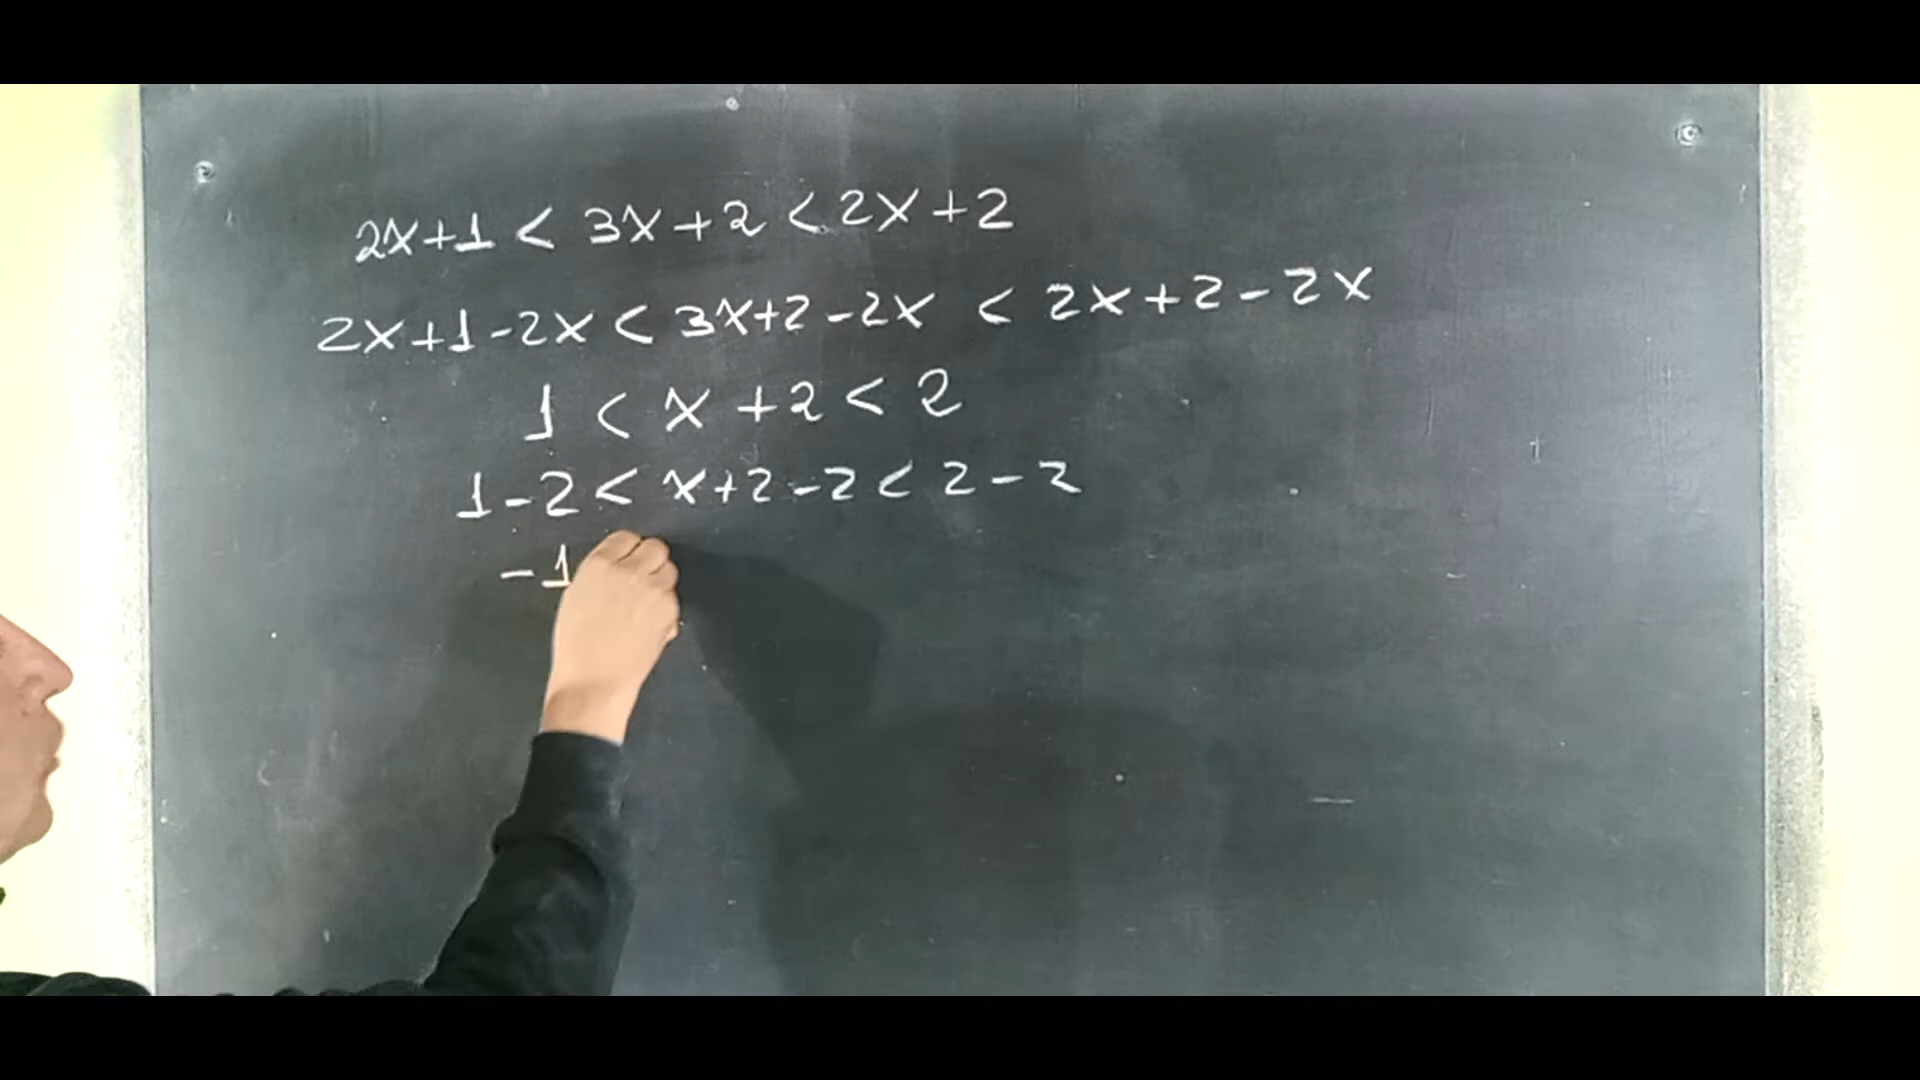 2x+1 < 3x+2 < 2x+2
2x+1-2x < 3x+2-2x < 2x+2-2x
1 < x+2 < 2
1-2 < x+2-2 < 2-2
-1